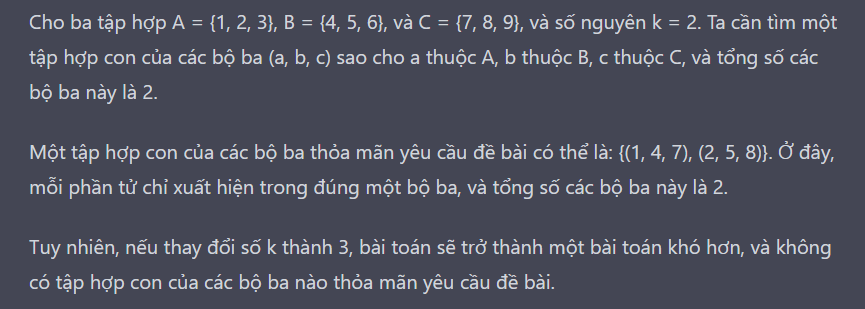 Cho ba tập hợp A = {1, 2, 3}, B = {4, 5, 6}, và C = {7, 8, 9}, và số nguyên k = 2. Ta cần tìm một
tập hợp con của các bộ ba (a, b, c) sao cho a thuộc A, b thuộc B, c thuộc C, và tổng số các
bộ ba này là 2.
Một tập hợp con của các bộ ba thỏa mãn yêu cầu đề bài có thể là: {(1, 4, 7), (2, 5, 8)}. Ở đây,
mỗi phần tử chỉ xuất hiện trong đúng một bộ ba, và tổng số các bộ ba này là 2.
Tuy nhiên, nếu thay đổi số k thành 3, bài toán sẽ trở thành một bài toán khó hơn, và không
có tập hợp con của các bộ ba nào thỏa mãn yêu cầu đề bài.